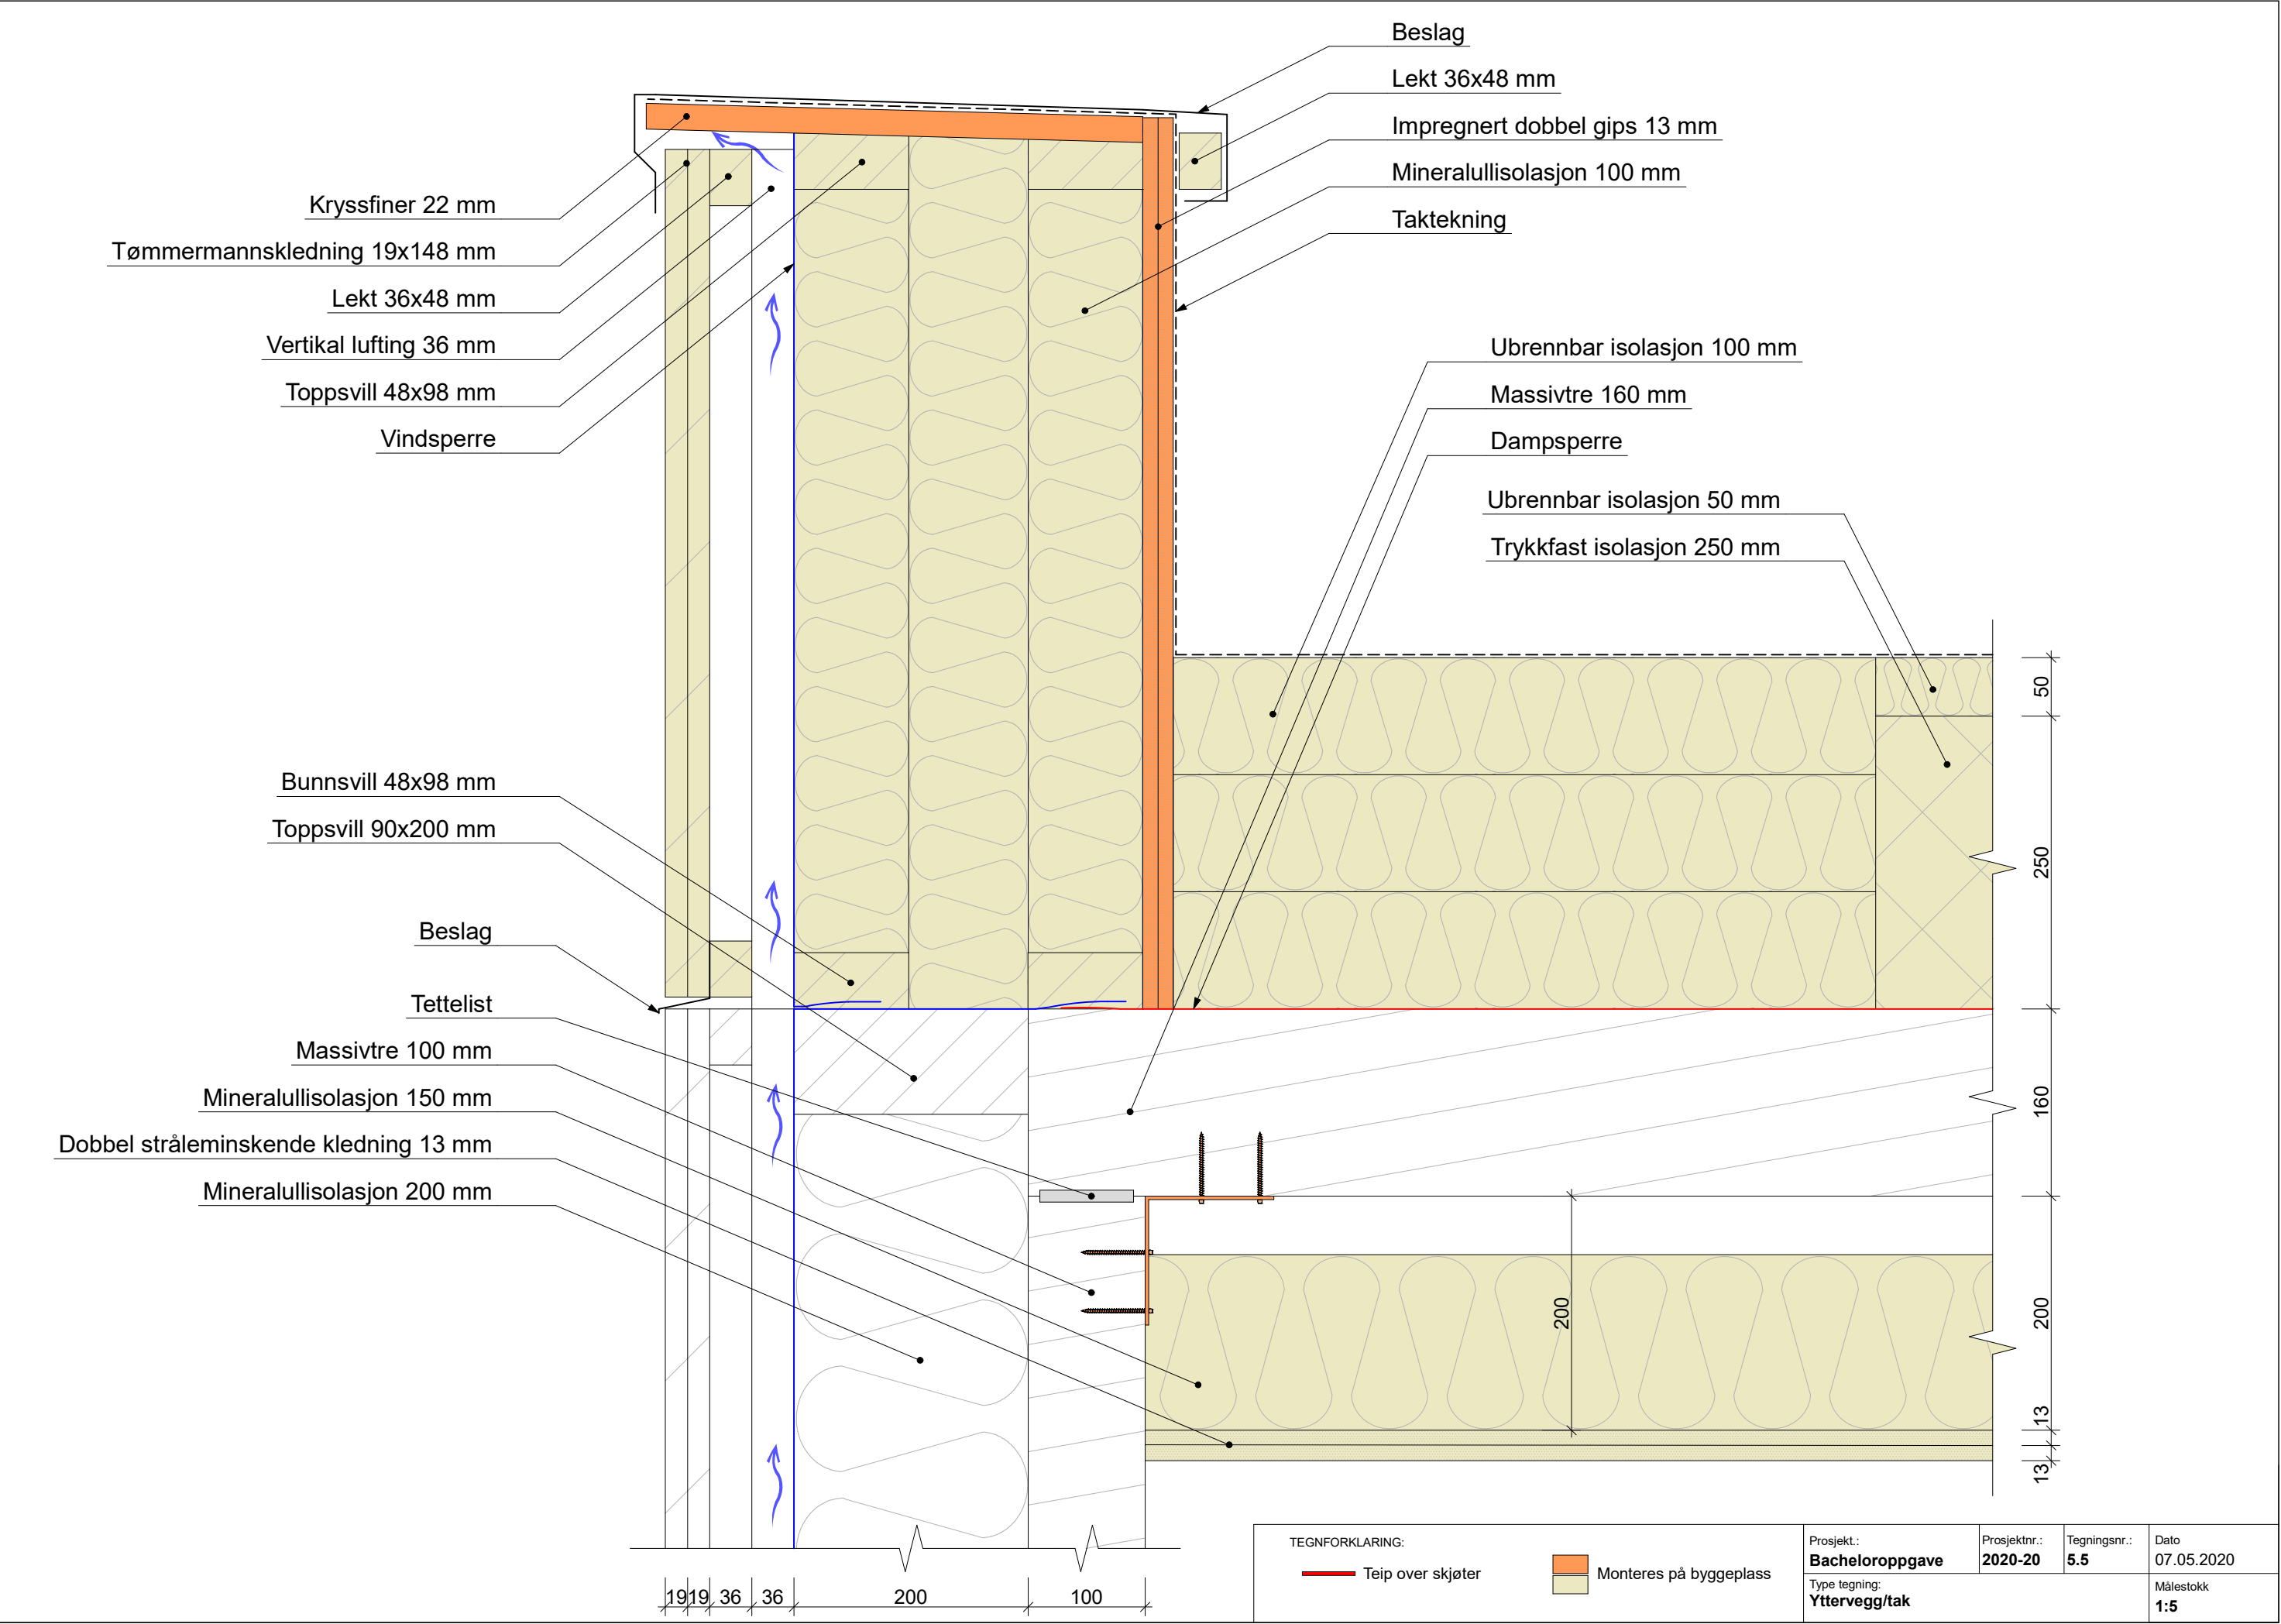 Beslag
Lekt 36x48 mm
Impregnert dobbel gips 13 mm
Mineralullisolasjon 100 mm
Taktekning
Kryssfiner 22 mm
Tømmermannskledning 19x148 mm
Lekt 36x48 mm
Vertikal lufting 36 mm
Toppsvill 48x98 mm
Vindsperre
Ubrennbar isolasjon 100 mm
Massivtre 160 mm
Dampsperre
Ubrennbar isolasjon 50 mm
Trykkfast isolasjon 250 mm
Bunnsvill 48x98 mm
Toppsvill 90x200 mm
Beslag
Tettelist
Massivtre 100 mm
Mineralullisolasjon 150 mm
Dobbel stråleminskende kledning 13 mm
Mineralullisolasjon 200 mm
50
250
160
200
200
13
13
19 19 36 36 200 100
TEGNFORKLARING:
Teip over skjøter
Monteres på byggeplass
Prosjekt.:
Bacheloroppgave
Prosjektnr.:
2020-20
Tegningsnr.:
5.5
Dato
07.05.2020
Type tegning:
Yttervegg/tak
Målestokk
1:5